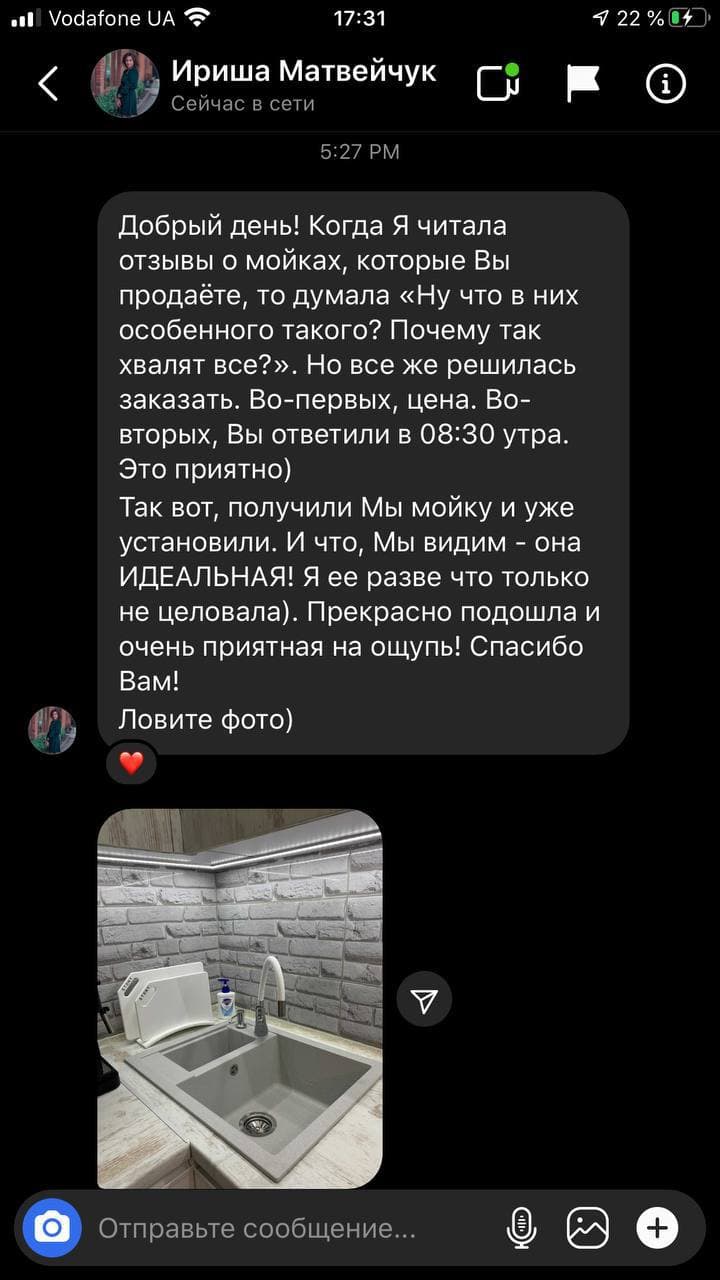 Vodafone UA
17:31
22 %
Ириша Матвейчук
Сейчас в сети
5:27 PM
Добрый день! Когда Я читала
отзывы о мойках, которые Вы
продаёте, то думала «Ну что в них
особенного такого? Почему так
хвалят все?». Но все же решилась
заказать. Во-первых, цена. Во-
вторых, Вы ответили в 08:30 утра.
Это приятно)
Так вот, получили Мы мойку и уже
установили. И что, Мы видим - она
ИДЕАЛЬНАЯ! Я ее разве что только
не целовала). Прекрасно подошла и
очень приятная на ощупь! Спасибо
Вам!
Ловите фото)
Отправьте сообщение...